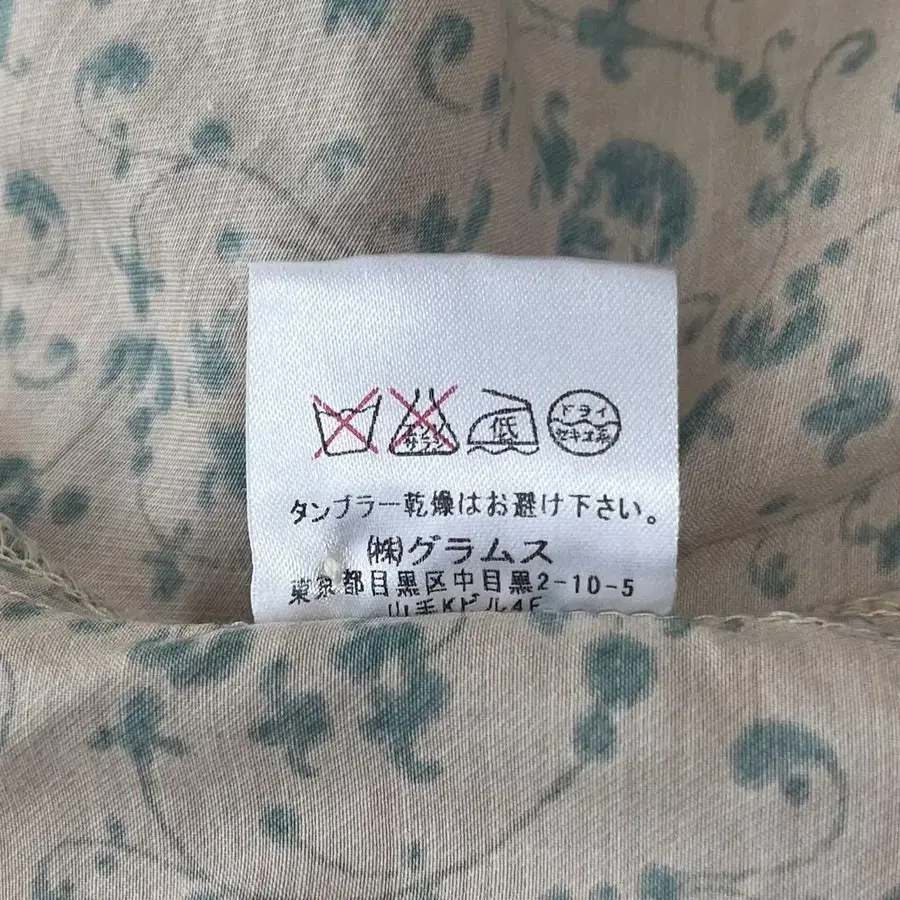 低 ドライ
セキユ系
タンブラー乾燥はお避け下さい。
(株)グラムス
東京都目黒区中目黒2-10-5
山手Kビル4F